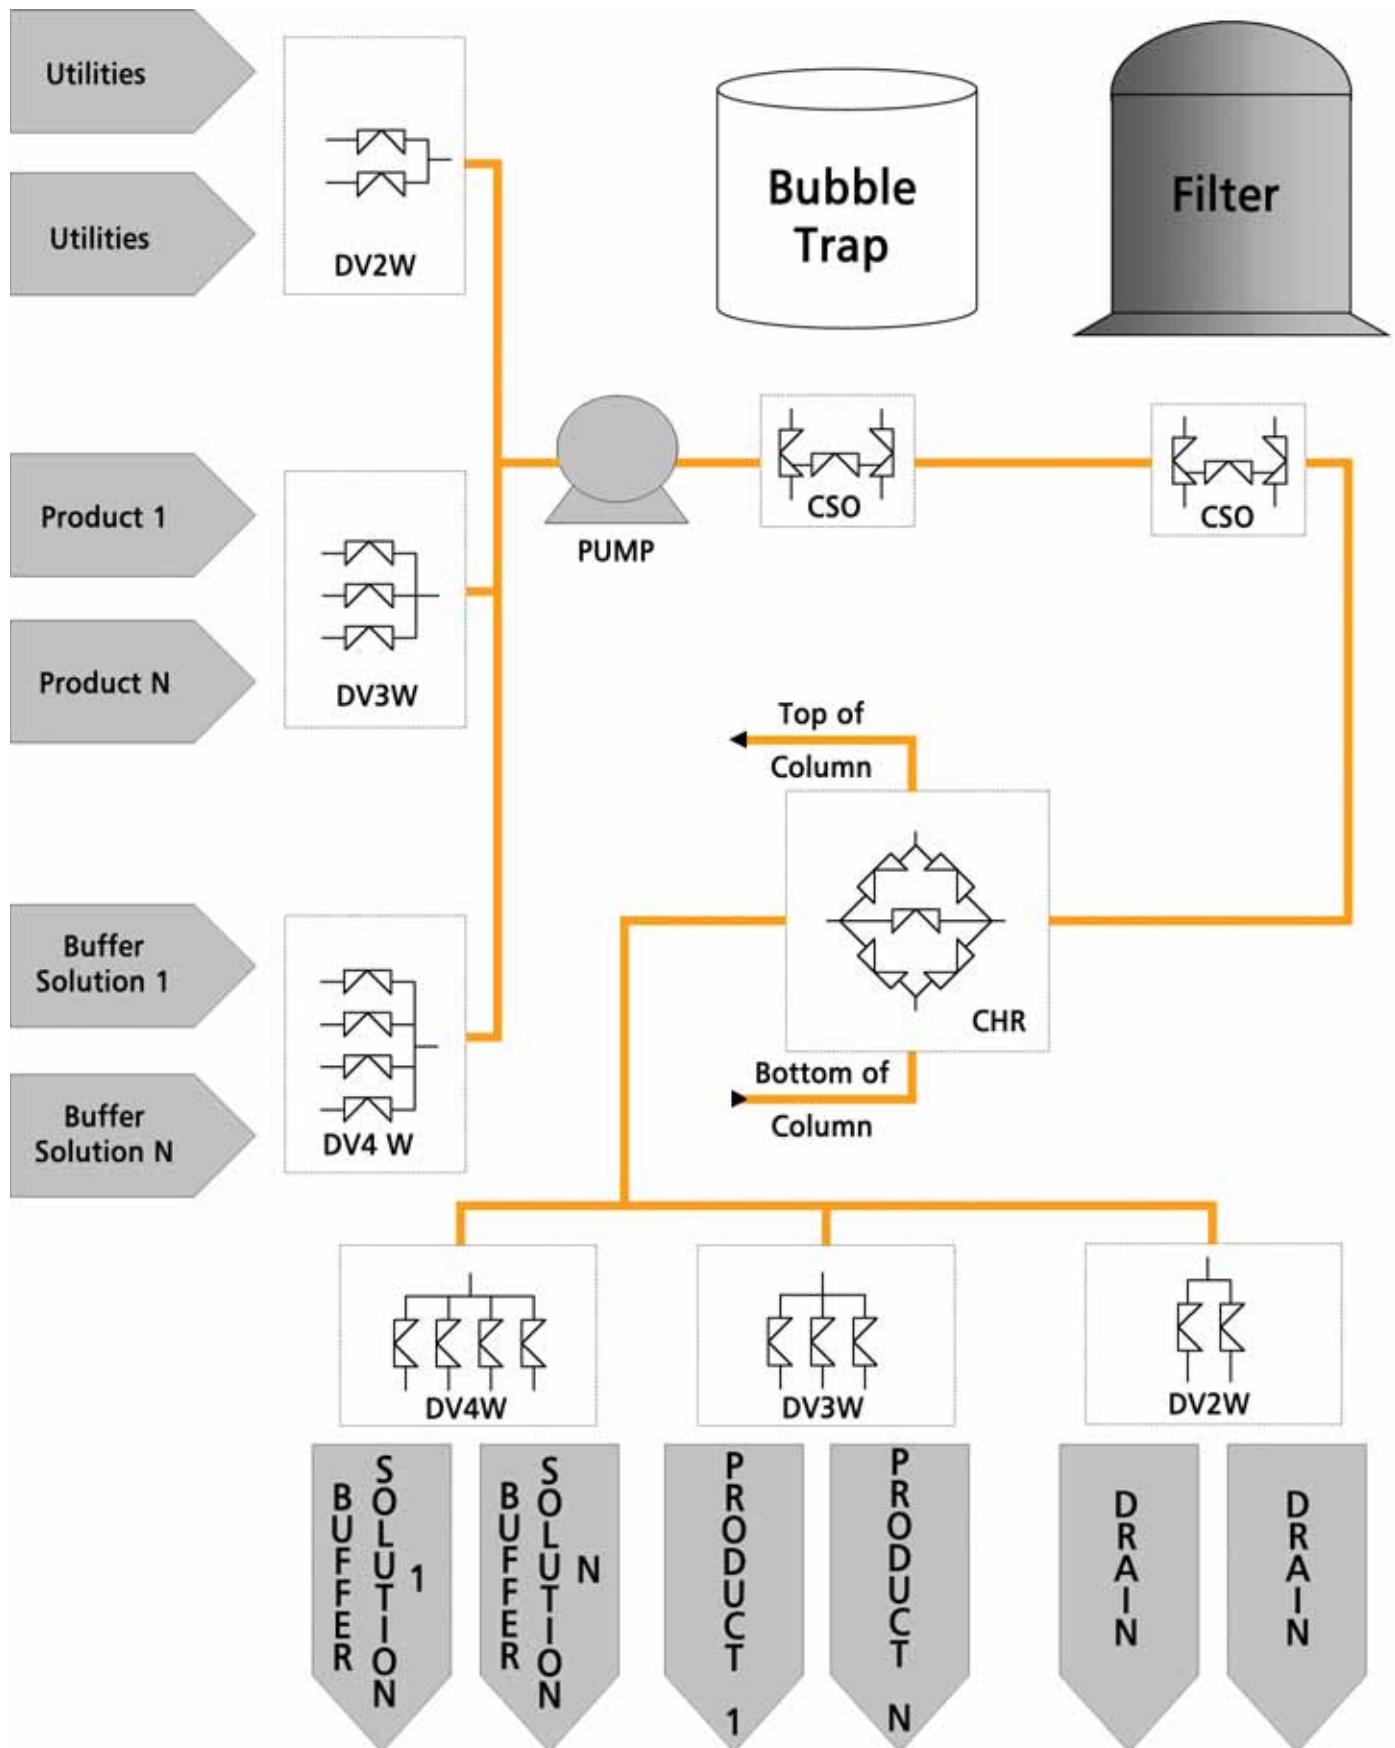 Utilities
Utilities
DV2W
Bubble
Trap
Filter
Product 1
Product N
DV3W
PUMP
CSO
CSO
Top of
Column
CHR
Bottom of
Column
Buffer
Solution 1
Buffer
Solution N
DV4 W
DV4W
DV3W
DV2W
BUFFER
SOLUTION
1
BUFFER
SOLUTION
N
PRODUCT 1
PRODUCT N
DRAIN
DRAIN